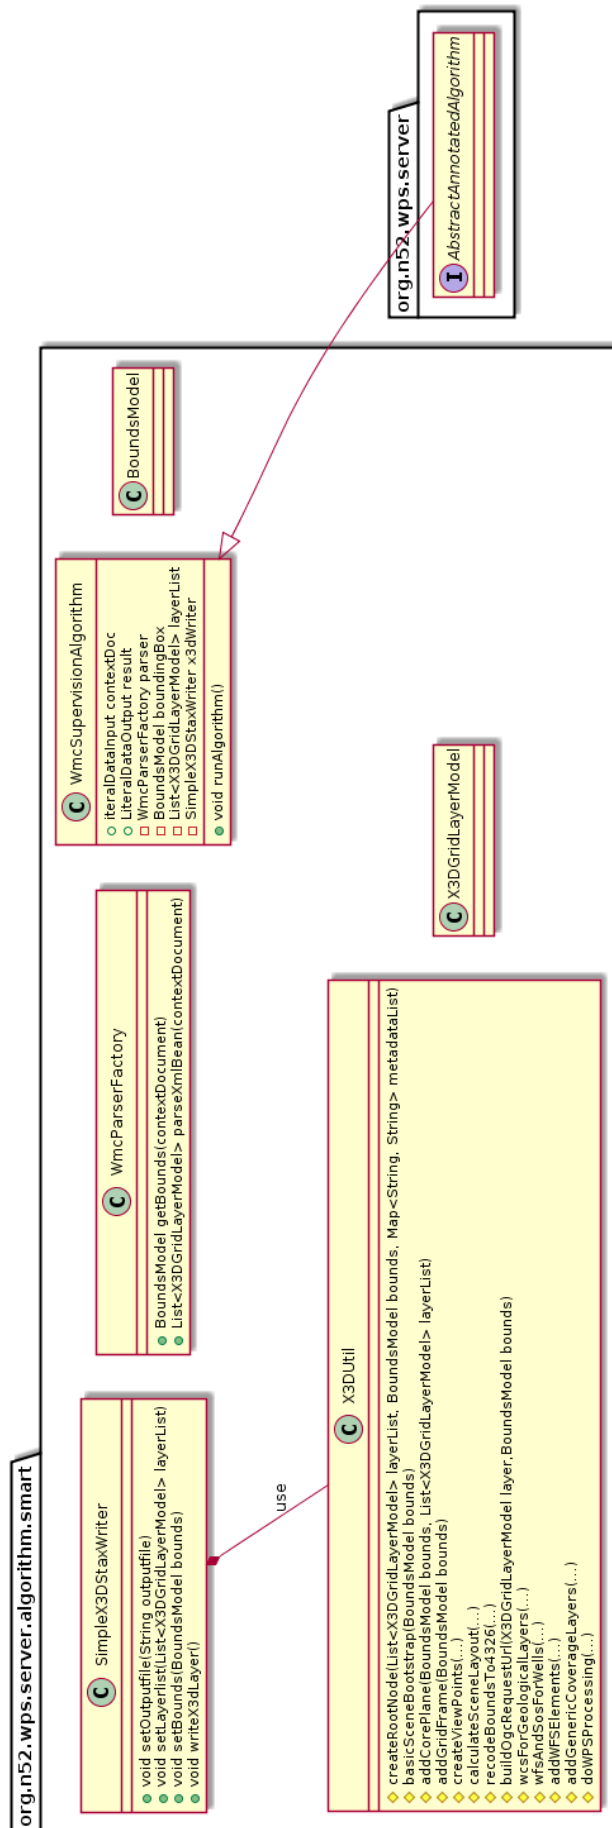 org.n52.wps.server.algorithm.smart
C SimpleX3DStaxWriter
void setOutputfile(String outputfile)
void setLayerlist(List<X3DGridLayerModel> layerList)
void setBounds(BoundsModel bounds)
void writeX3dLayer()
C WmcParserFactory
BoundsModel getBounds(contextDocument)
List<X3DGridLayerModel> parseXmlBean(contextDocument)
C WmcSupervisionAlgorithm
iteralDataInput contextDoc
LiteralDataOutput result
WmcParserFactory parser
BoundsModel boundingBox
List<X3DGridLayerModel> layerList
SimpleX3DStaxWriter x3dWriter
void runAlgorithm()
C BoundsModel
use
C X3DUtil
createRootNode(List<X3DGridLayerModel> layerList, BoundsModel bounds, Map<String, String> metadataList)
basicSceneBootstrap(BoundsModel bounds)
addCorePlane(BoundsModel bounds, List<X3DGridLayerModel> layerList)
addGridFrame(BoundsModel bounds)
createViewPoints(...)
calculateSceneLayout(...)
recodeBoundsTo4326(...)
buildOgcRequestUrl(X3DGridLayerModel layer,BoundsModel bounds)
wcsForGeologicalLayers(...)
wfsAndSosForWells(...)
addWFSElements(...)
addGenericCoverageLayers(...)
doWPSProcessing(...)
C X3DGridLayerModel
org.n52.wps.server
I AbstractAnnotatedAlgorithm